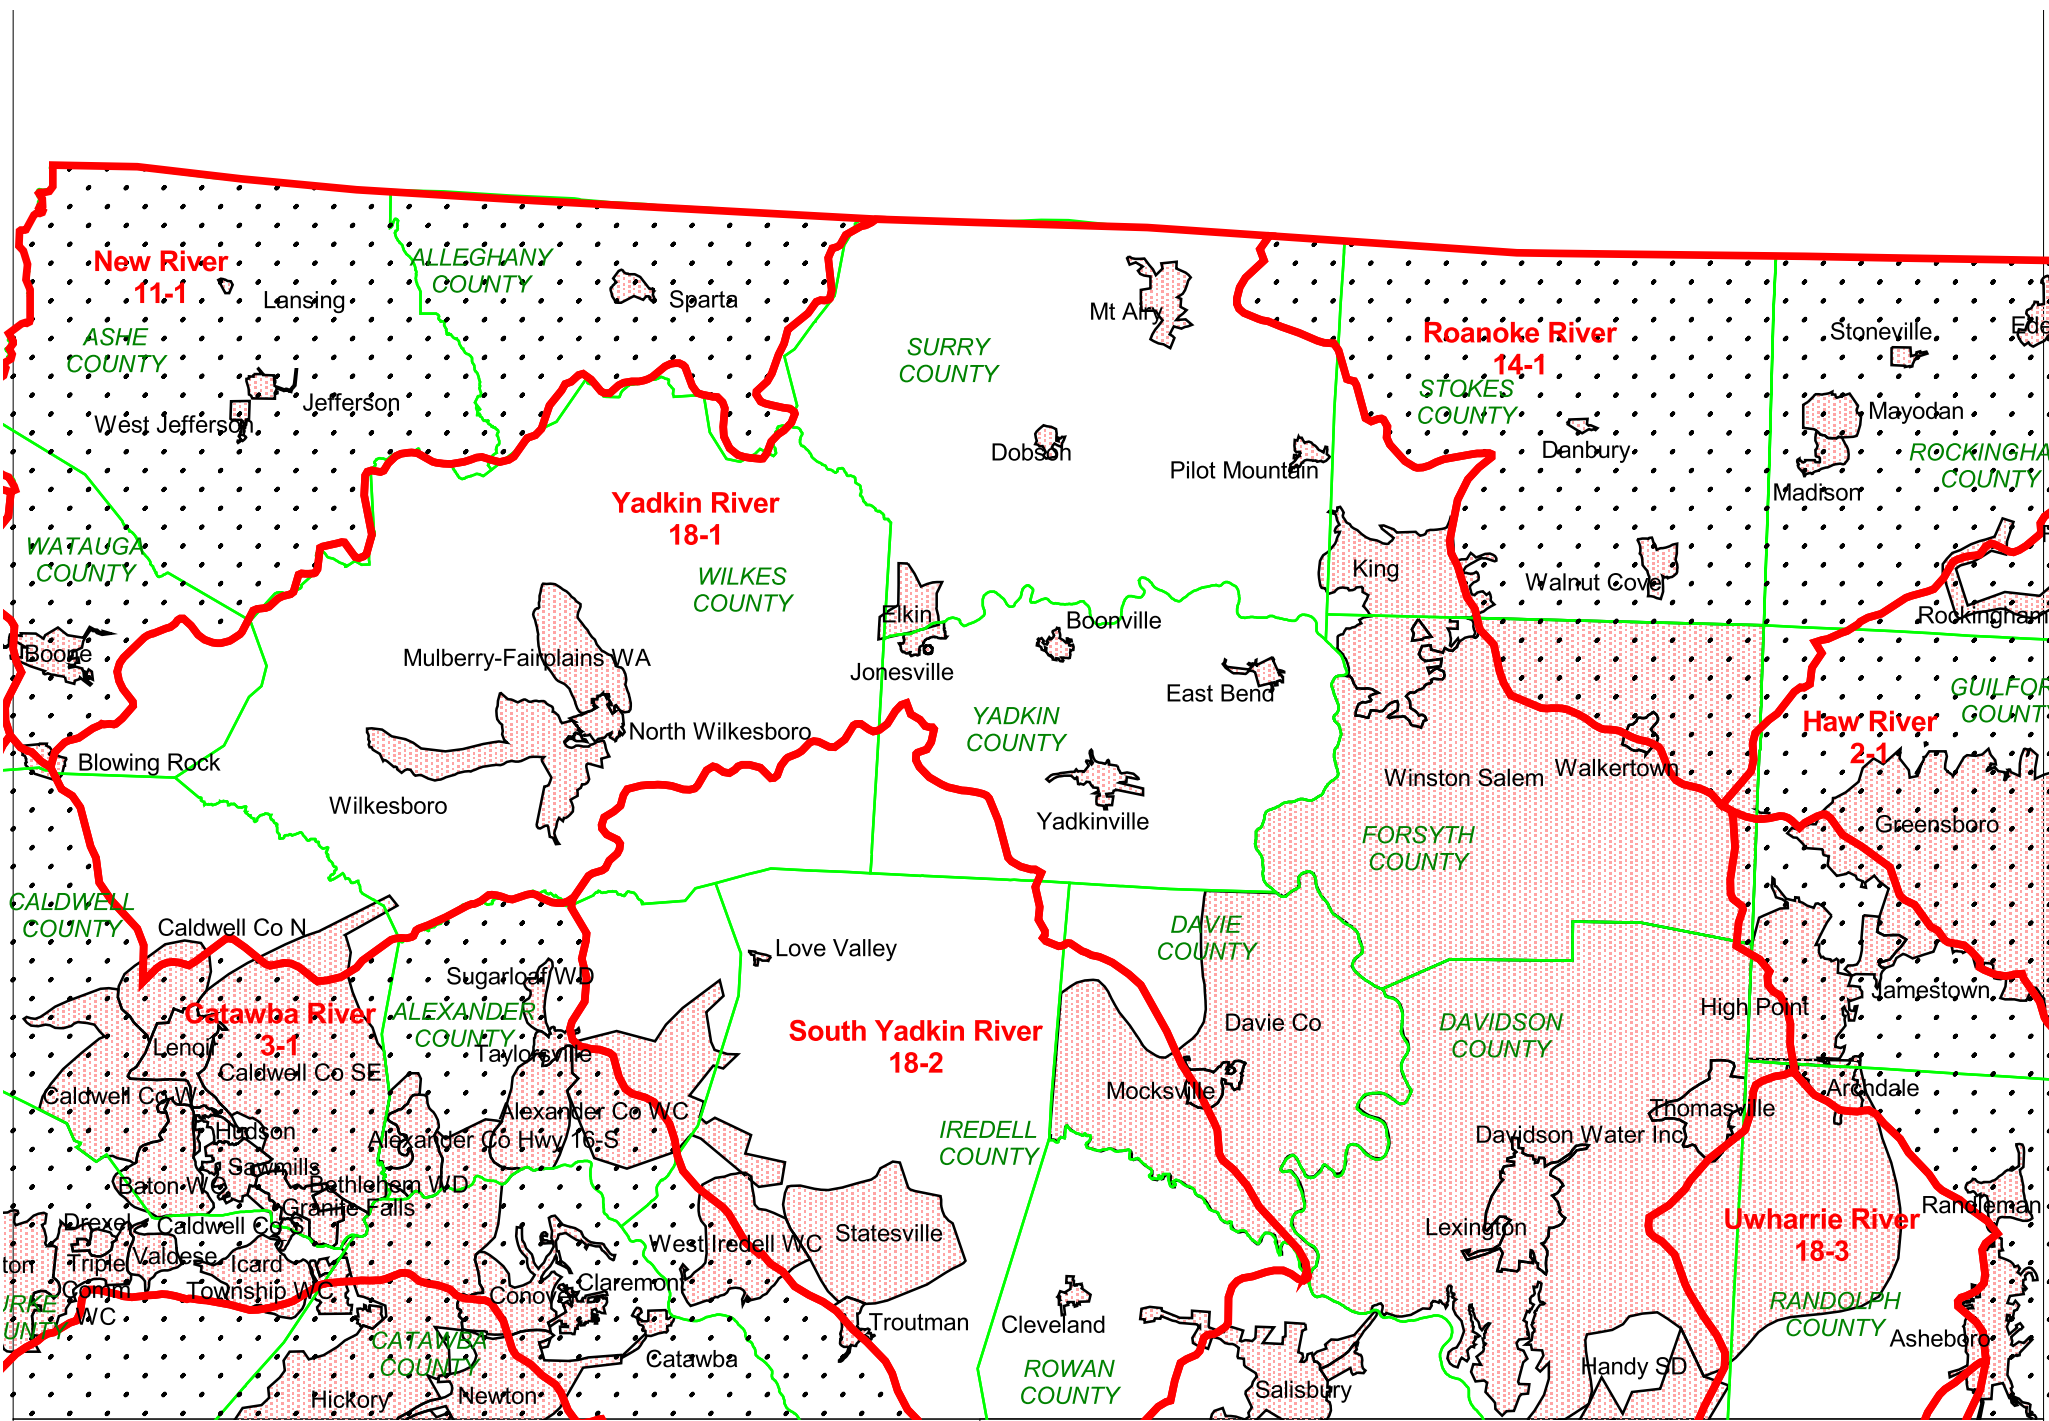 New River
11-1
Lansing
ASHE
COUNTY
ALLEGHANY
COUNTY
Sparta
Jefferson
West Jefferson
Mt Airy
SURRY
COUNTY
Dobson
Pilot Mountain
Roanoke River
14-1
STOKES
COUNTY
Danbury
Stoneville
Mayodan
Madison
COUNTY
Yadkin River
18-1
WATAUGA
COUNTY
WILKES
COUNTY
King
Walnut Cove
Elkin
Boonville
Jonesville
East Bend
Boone
Mulberry-Fairplains WA
North Wilkesboro
Blowing Rock
Wilkesboro
YADKIN
COUNTY
Yadkinville
Winston Salem
Walkertown
FORSYTH
COUNTY
Rockingham
Haw River
2-1
Greensboro
CALDWELL
COUNTY
Caldwell Co N
Love Valley
DAVIE
COUNTY
Sugarloaf WD
ALEXANDER
COUNTY
Taylorsville
Catawba River
3-1
Lenoir
Caldwell Co SE
Caldwell Co W
South Yadkin River
18-2
Davie Co
DAVIDSON
COUNTY
High Point
Jamestown
Archdale
Mocksville
Thomasville
Davidson Water Inc
Alexander Co WC
Alexander Co Hwy 16-S
Hudson
Sawmills
Baton WC
Bethlehem WD
Granite Falls
IREDELL
COUNTY
Drexel
Caldwell Co S
Valdese
Triple
Icard
Township WC
Comm
WC
West Iredell WC
Statesville
Lexington
Uwharrie River
18-3
Randleman
RANDOLPH
COUNTY
Asheboro
Claremont
Conover
CATAWBA
COUNTY
Catawba
Troutman
Cleveland
ROWAN
COUNTY
Hickory
Newton
Salisbury
Handy SD